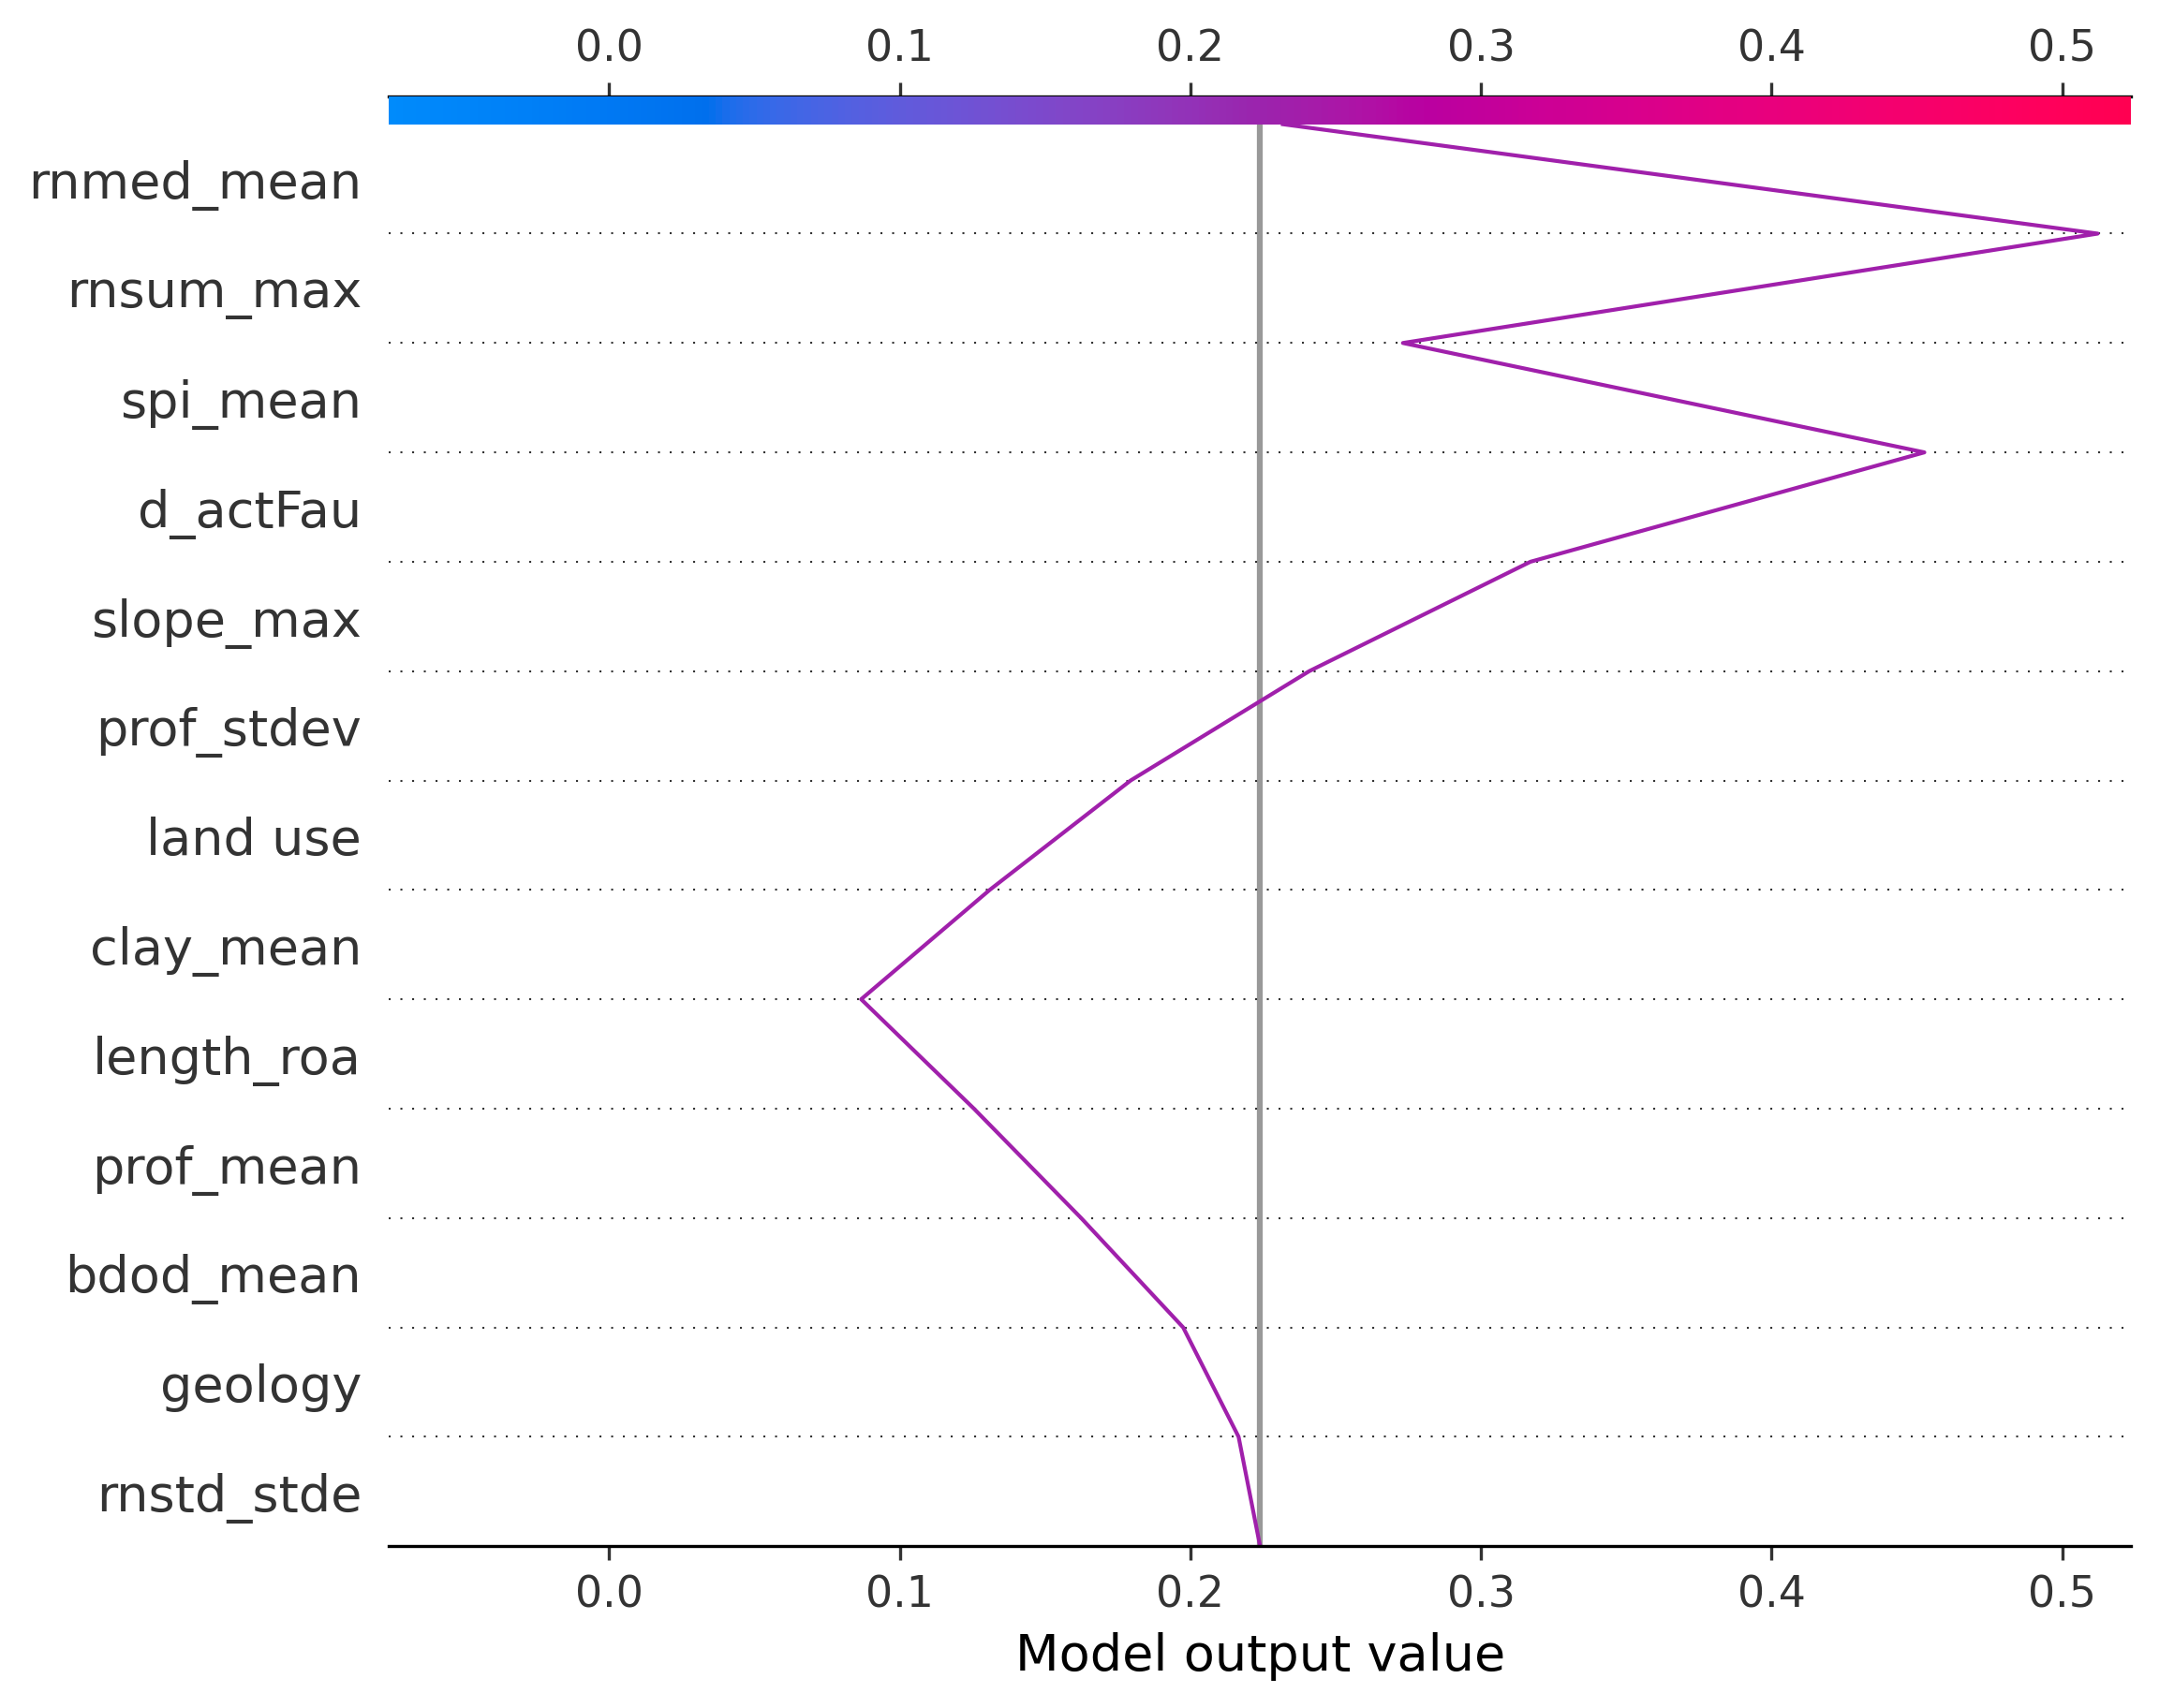 0.0 0.1 0.2 0.3 0.4 0.5
rnmed_mean
rnsum_max
spi_mean
d_actFau
slope_max
prof_stdev
land use
clay_mean
length_roa
prof_mean
bdod_mean
geology
rnstd_stde
0.0 0.1 0.2 0.3 0.4 0.5
Model output value